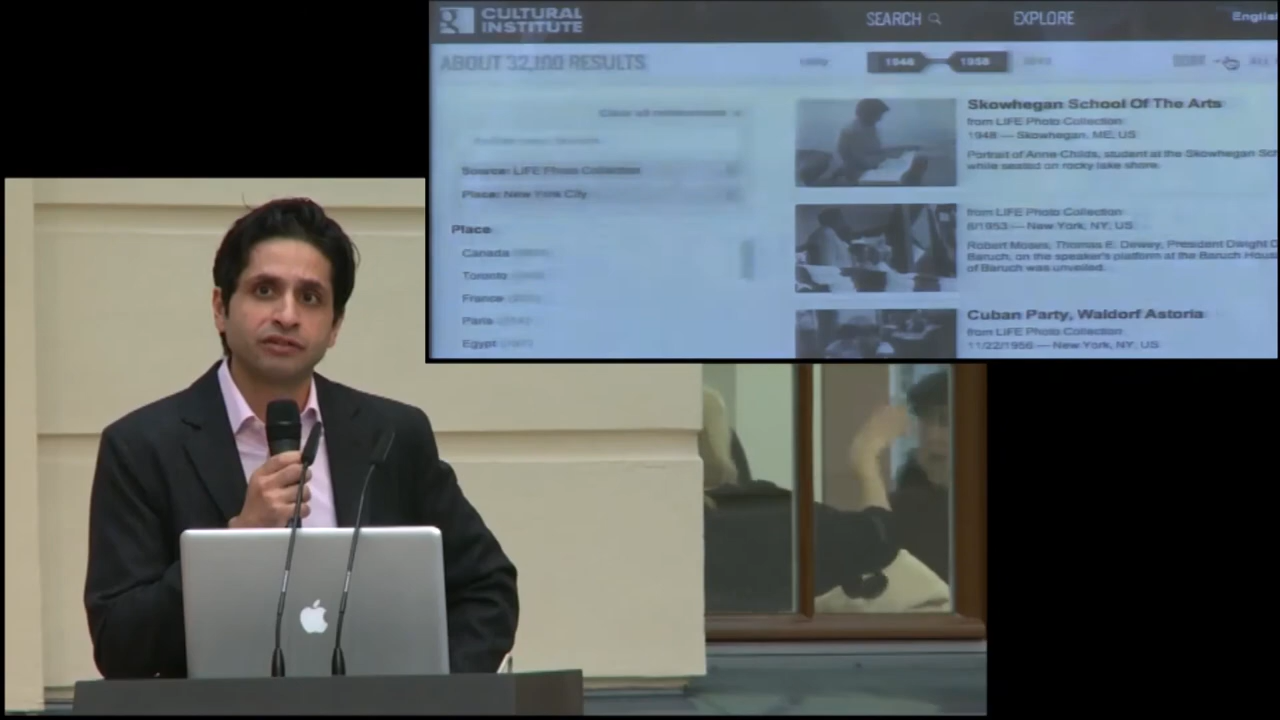 CULTURAL
INSTITUTE
SEARCH
EXPLORE
ABOUT 32,100 RESULTS
1946
1956
ALL
Source: LIFE Photo Collection
Place: New York City
Place
Canada
Toronto
France
Paris
Egypt
Skowhegan School Of The Arts
from LIFE Photo Collection
1948 — Skowhegan, ME, US
Portrait of Anne Childs, student at the Skowhegan
while seated on rocky lake shore.
from LIFE Photo Collection
6/1953 — New York, NY, US
Robert Moses, Thomas E. Dewey, President Dwight
Baruch, on the speaker's platform at the Baruch
of Baruch was unveiled.
Cuban Party, Waldorf Astoria
from LIFE Photo Collection
11/22/1956 — New York, NY, US